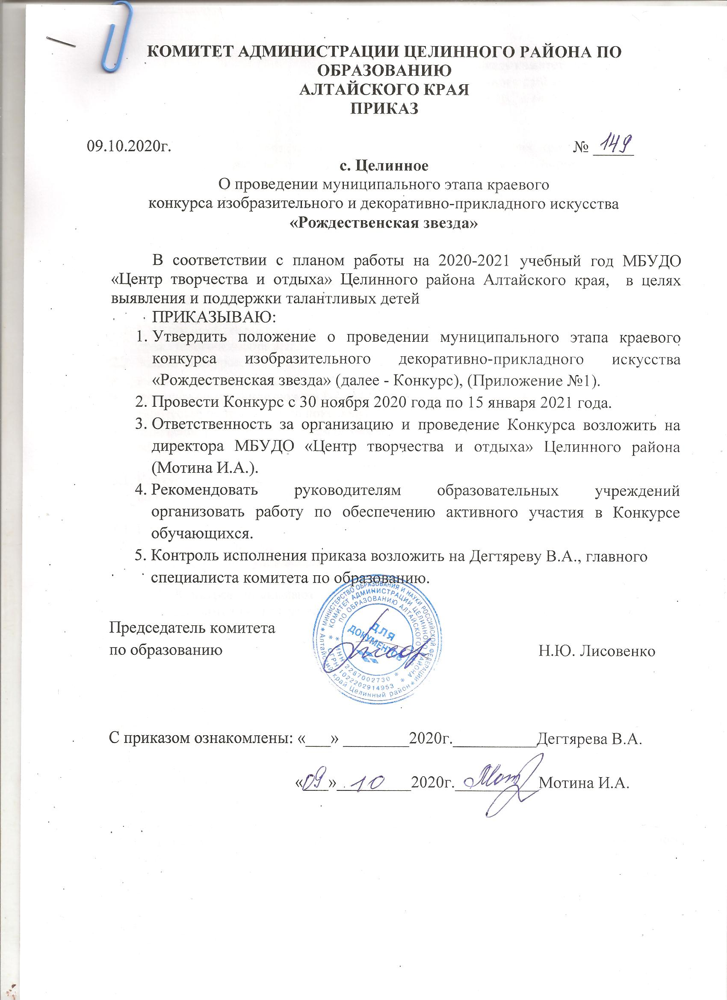 КОМИТЕТ АДМИНИСТРАЦИИ ЦЕЛИННОГО РАЙОНА ПО
ОБРАЗОВАНИЮ
АЛТАЙСКОГО КРАЯ
ПРИКАЗ
09.10.2020г. № 149
с. Целинное
О проведении муниципального этапа краевого
конкурса изобразительного и декоративно-прикладного искусства
«Рождественская звезда»
В соответствии с планом работы на 2020-2021 учебный год МБУДО
«Центр творчества и отдыха» Целинного района Алтайского края, в целях
выявления и поддержки талантливых детей
ПРИКАЗЫВАЮ:
1. Утвердить положение о проведении муниципального этапа краевого
конкурса изобразительного декоративно-прикладного искусства
«Рождественская звезда» (далее - Конкурс), (Приложение №1).
2. Провести Конкурс с 30 ноября 2020 года по 15 января 2021 года.
3. Ответственность за организацию и проведение Конкурса возложить на
директора МБУДО «Центр творчества и отдыха» Целинного района
(Мотина И.А.).
4. Рекомендовать руководителям образовательных учреждений
организовать работу по обеспечению активного участия в Конкурсе
обучающихся.
5. Контроль исполнения приказа возложить на Дегтяреву В.А., главного
специалиста комитета по образованию.
* МИНИСТЕРСТВО ОБРАЗОВАНИЯ И НАУКИ РОССИЙСКОЙ ФЕДЕРАЦИИ *
Алтайский край Целинный район
* КОМИТЕТ АДМИНИСТРАЦИИ ЦЕЛИННОГО РАЙОНА *
ОГРН 1022202914953
* ПО ОБРАЗОВАНИЮ АЛТАЙСКОГО
ИНН 2287002730 *
ДЛЯ
ДОКУМЕНТОВ
Председатель комитета
по образованию Н.Ю. Лисовенко
С приказом ознакомлены: «___» ________2020г.__________Дегтярева В.А.
«09» 10 2020г. __________Мотина И.А.